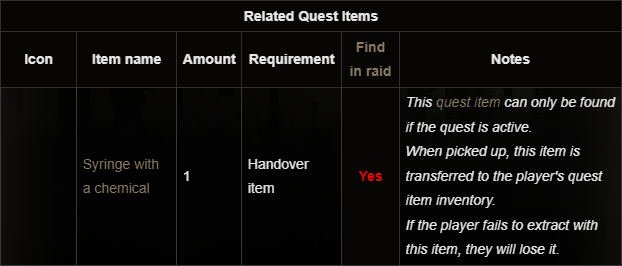 Related Quest Items
Icon
Item name
Amount
Requirement
Find
in raid
Notes
Syringe with
a chemical
1
Handover
item
Yes
This quest item can only be found
if the quest is active.
When picked up, this item is
transferred to the player's quest
item inventory.
If the player fails to extract with
this item, they will lose it.